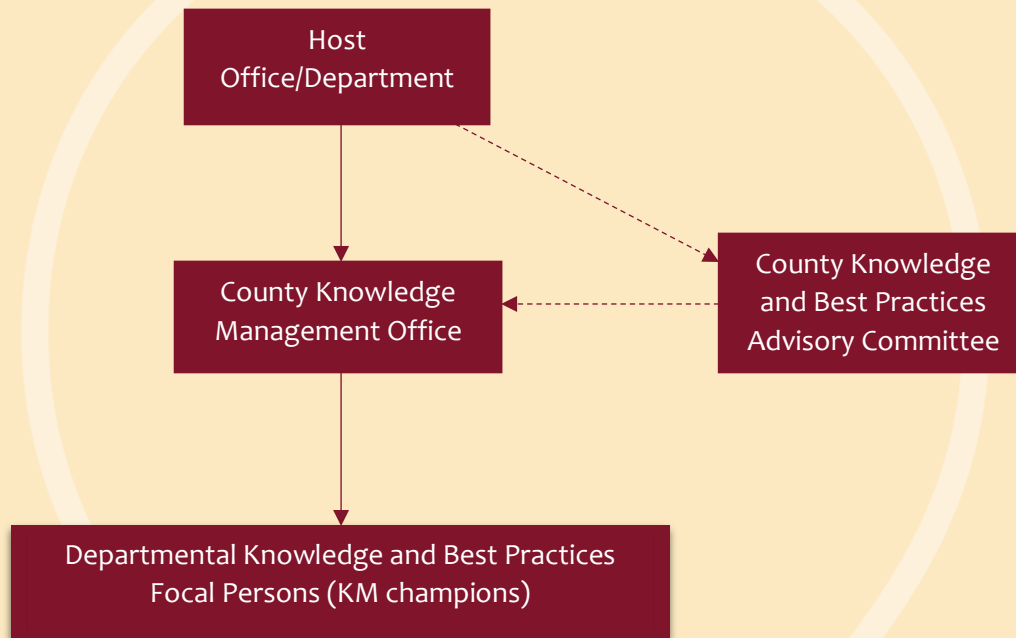 Host
Office/Department
County Knowledge
Management Office
County Knowledge
and Best Practices
Advisory Committee
Departmental Knowledge and Best Practices
Focal Persons (KM champions)